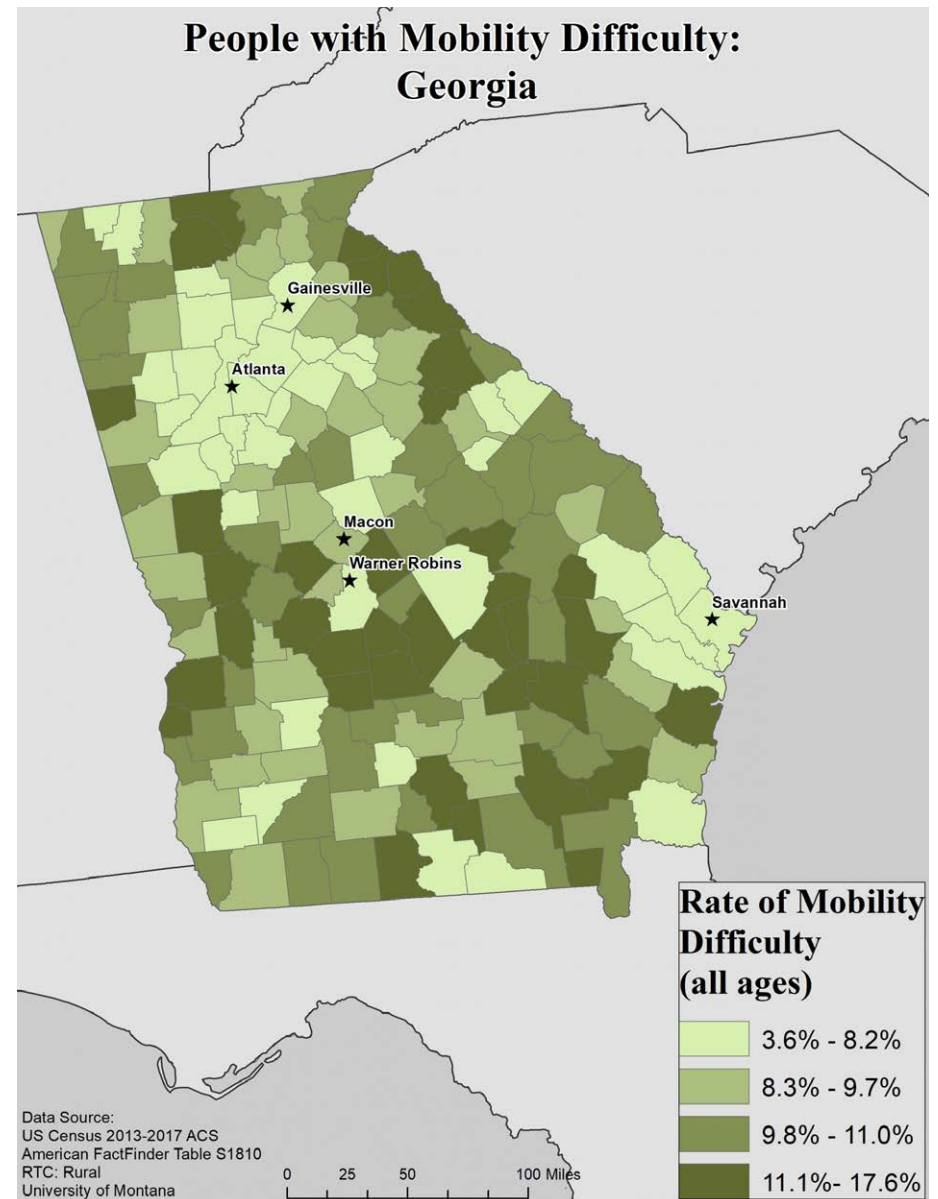 People with Mobility Difficulty:
Georgia
Gainesville
Atlanta
Macon
Warner Robins
Savannah
Rate of Mobility
Difficulty
(all ages)
3.6% - 8.2%
8.3% - 9.7%
9.8% - 11.0%
11.1%- 17.6%
Data Source:
US Census 2013-2017 ACS
American FactFinder Table S1810
RTC: Rural
University of Montana
0 25 50 100 Miles